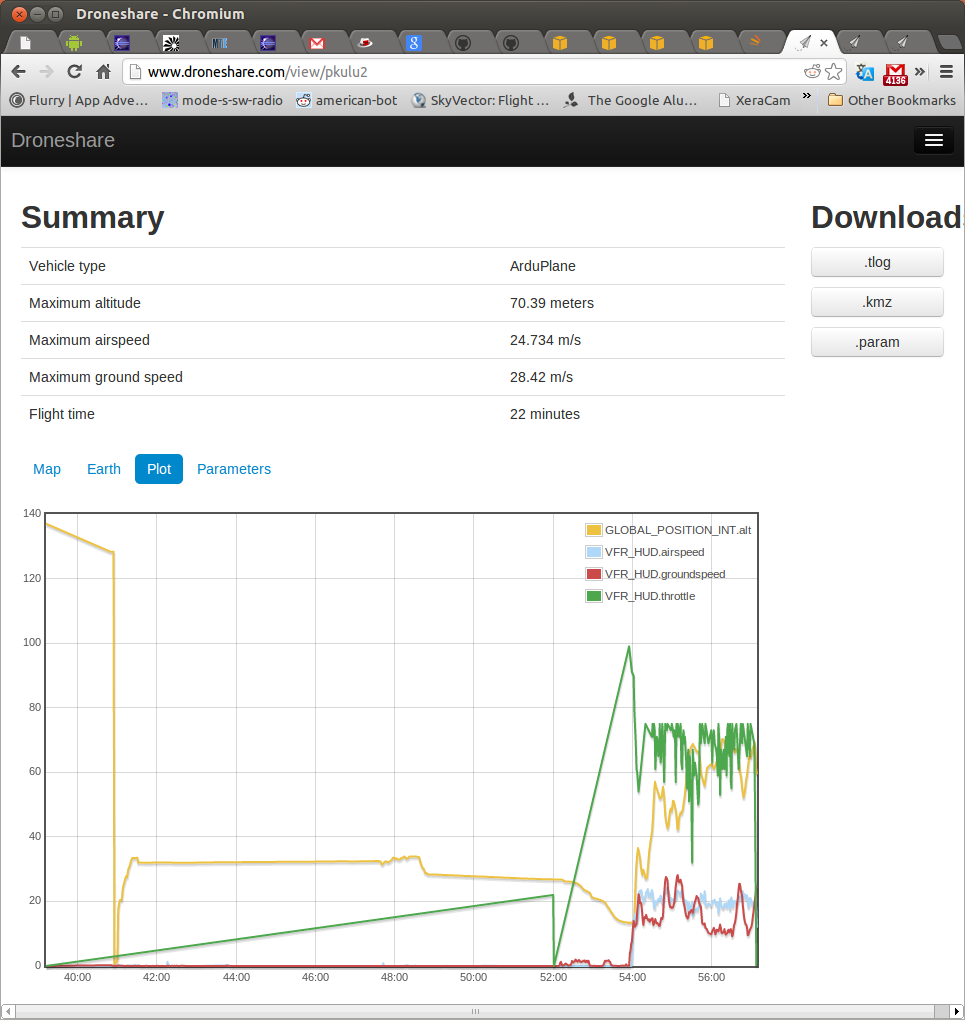 Droneshare - Chromium
www.droneshare.com/view/pkulu2
4136
Flurry | App Adve... mode-s-sw-radio american-bot SkyVector: Flight ... The Google Alu... XeraCam » Other Bookmarks
Droneshare
Summary
Vehicle type ArduPlane
Maximum altitude 70.39 meters
Maximum airspeed 24.734 m/s
Maximum ground speed 28.42 m/s
Flight time 22 minutes
Downloads
.tlog
.kmz
.param
Map Earth Plot Parameters
140
120
100
80
60
40
20
0
GLOBAL_POSITION_INT.alt
VFR_HUD.airspeed
VFR_HUD.groundspeed
VFR_HUD.throttle
40:00 42:00 44:00 46:00 48:00 50:00 52:00 54:00 56:00